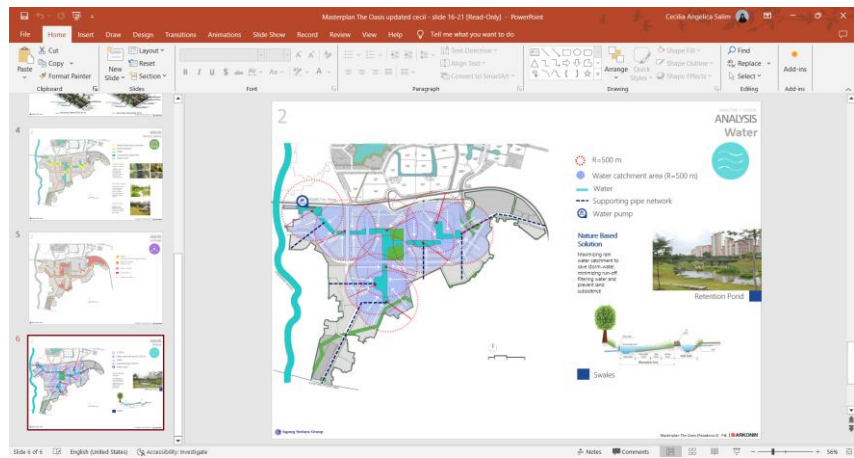 Masterplan The Oasis updated cecil - slide 16-21 [Read-Only] - PowerPoint
Cecilia Angelica Salim
File Home Insert Draw Design Transitions Animations Slide Show Record Review View Help Tell me what you want to do
Cut
Copy
Format Painter
Paste
Clipboard
New Slide
Layout
Reset
Section
Slides
Font
Text Direction
Align Text
Convert to SmartArt
Paragraph
Arrange
Quick Styles
Shape Fill
Shape Outline
Shape Effects
Drawing
Find
Replace
Select
Editing
Add-ins
Add-ins
4
5
6
2
ANALYSIS
Water
R=500 m
Water catchment area (R=500 m)
Water
Supporting pipe network
Water pump
Nature Based
Solution
Maximizing rain
water catchment to
save storm-water,
minimizing run-off,
filtering water and
prevent land
subsidence
Retention Pond
Swales
Agung Sedayu Group
ARKONIN
Slide 6 of 6 English (United States) Accessibility: Investigate
Notes Comments 56%